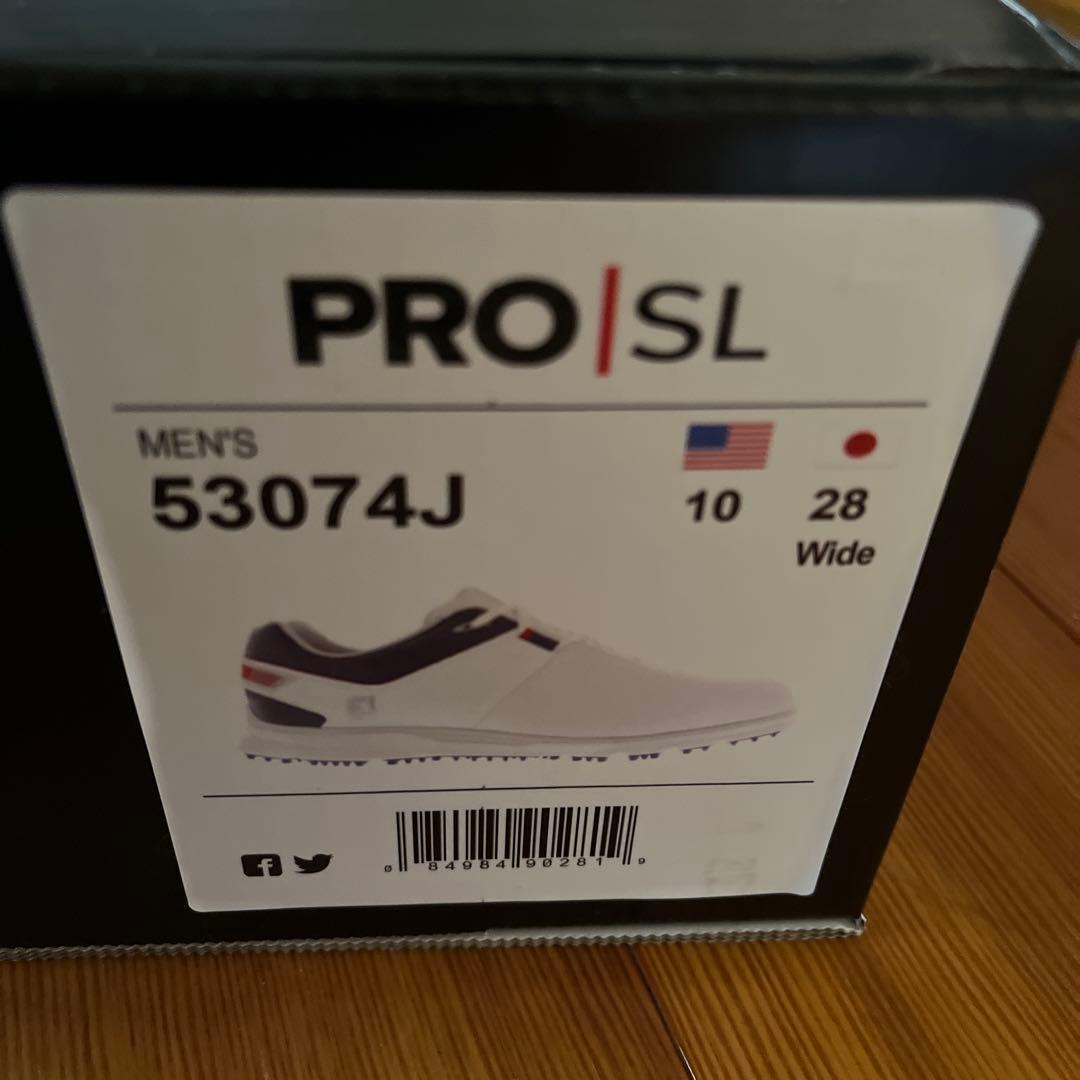 PRO|SL
MEN'S
53074J
10 28
Wide
0 84984 90281 9